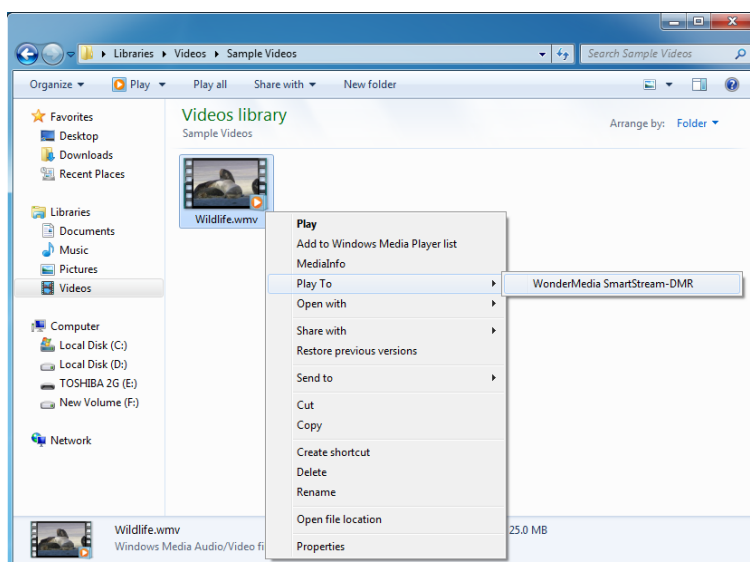 Libraries Videos Sample Videos
Search Sample Videos
Organize Play Play all Share with New folder
Favorites
Desktop
Downloads
Recent Places
Libraries
Documents
Music
Pictures
Videos
Computer
Local Disk (C:)
Local Disk (D:)
TOSHIBA 2G (E:)
New Volume (F:)
Network
Videos library
Sample Videos
Arrange by: Folder
Wildlife.wmv
Play
Add to Windows Media Player list
MediaInfo
Play To
WonderMedia SmartStream-DMR
Open with
Share with
Restore previous versions
Send to
Cut
Copy
Create shortcut
Delete
Rename
Open file location
Properties
Wildlife.wmv
25.0 MB
Windows Media Audio/Video fi